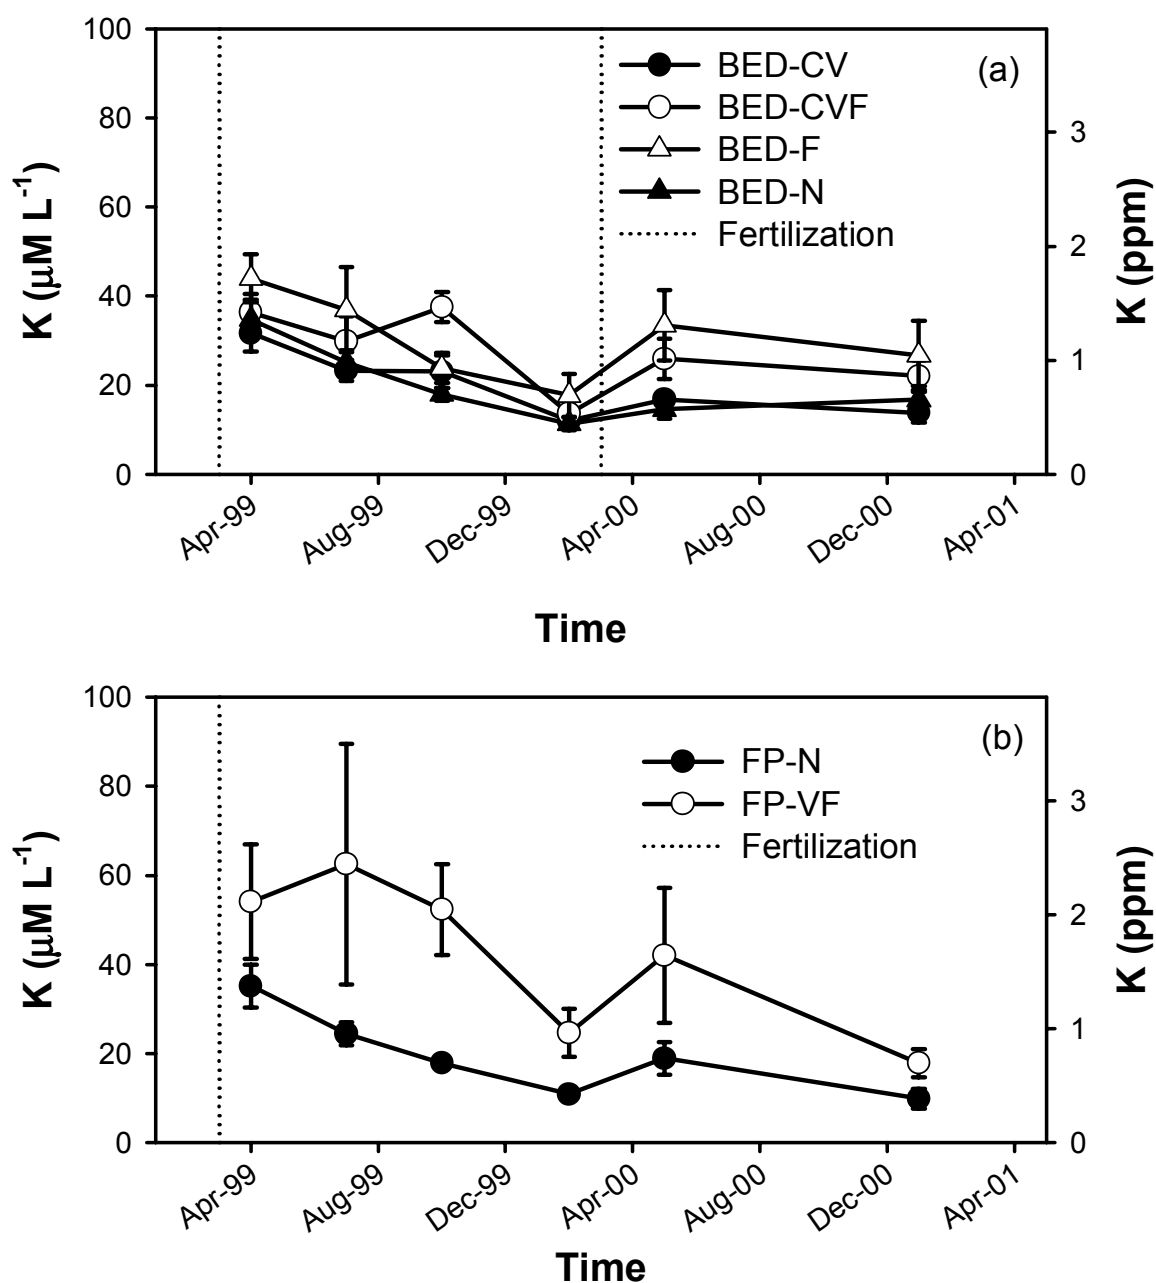 100
80
60
40
20
0
K (μM L-1)
BED-CV
BED-CVF
BED-F
BED-N
Fertilization
(a)
3
2
1
0
K (ppm)
Apr-99
Aug-99
Dec-99
Apr-00
Aug-00
Dec-00
Apr-01
Time
100
80
60
40
20
0
K (μM L-1)
FP-N
FP-VF
Fertilization
(b)
3
2
1
0
K (ppm)
Apr-99
Aug-99
Dec-99
Apr-00
Aug-00
Dec-00
Apr-01
Time